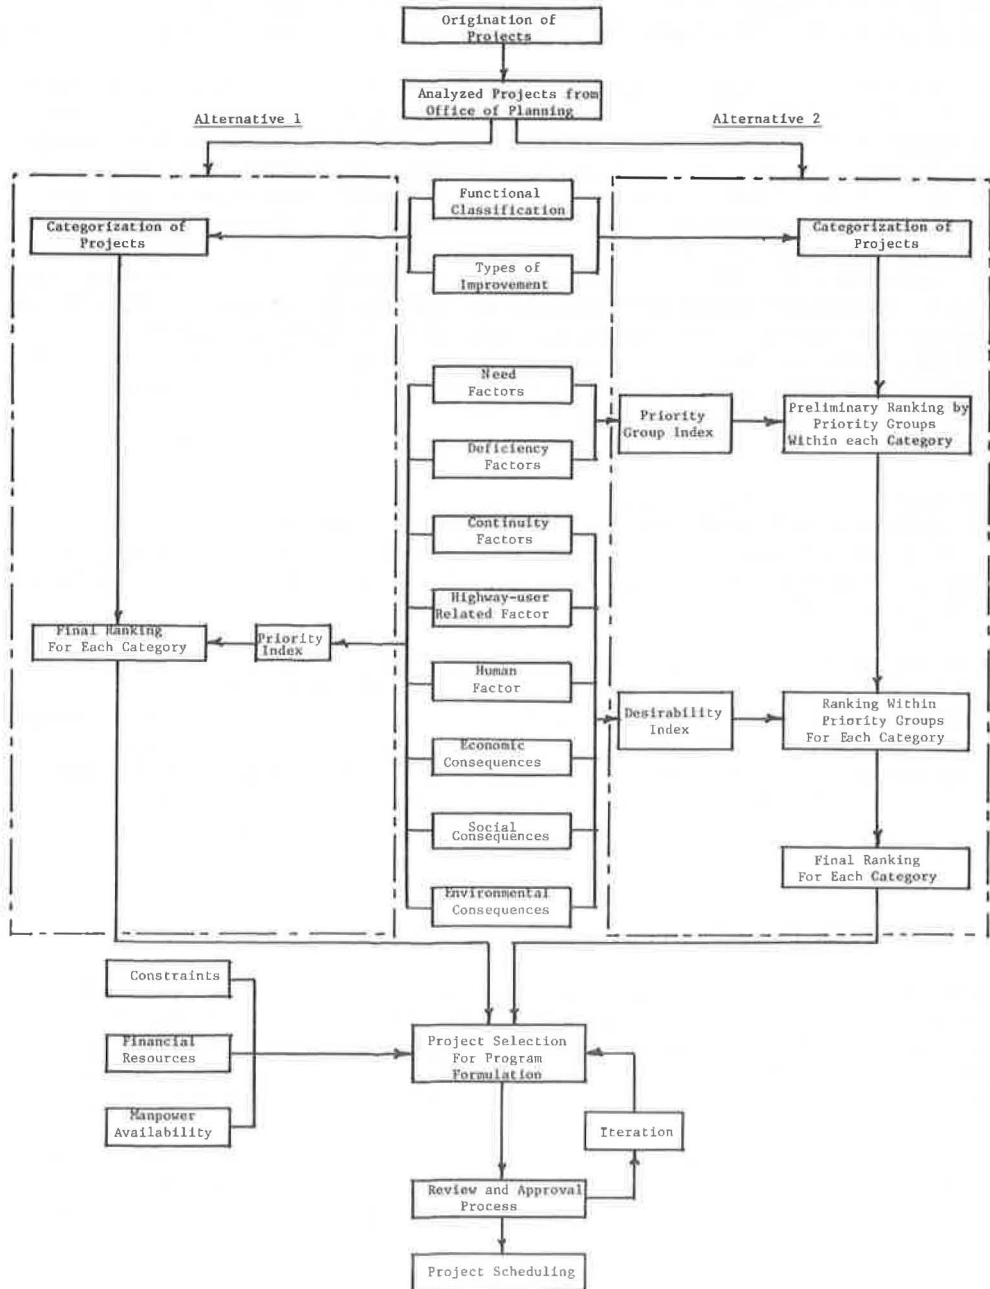 Origination of
Projects
Analyzed Projects from
Office of Planning
Alternative 1
Alternative 2
Functional
Classification
Categorization of
Projects
Categorization of
Projects
Types of
Improvement
Need
Factors
Priority
Group Index
Preliminary Ranking by
Priority Groups
Within each Category
Deficiency
Factors
Continuity
Factors
Highway-user
Related Factor
Final Ranking
For Each Category
Priority
Index
Human
Factor
Desirability
Index
Ranking Within
Priority Groups
For Each Category
Economic
Consequences
Social
Consequences
Final Ranking
For Each Category
Environmental
Consequences
Constraints
Financial
Resources
Project Selection
For Program
Formulation
Manpower
Availability
Iteration
Review and Approval
Process
Project Scheduling